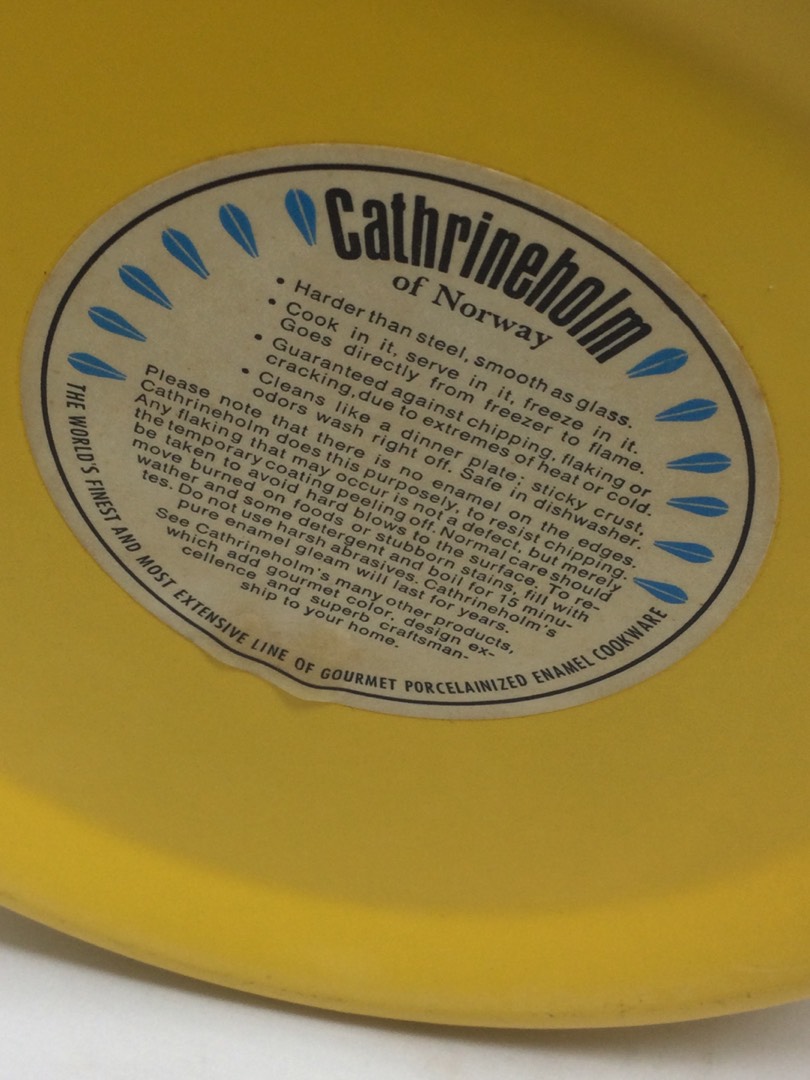 Cathrineholm
of Norway
• Harder than steel, smooth as glass.
• Cook in it, serve in it, freeze in it.
Goes directly from freezer to flame.
• Guaranteed against chipping, flaking or
cracking, due to extremes of heat or cold.
• Cleans like a dinner plate; sticky crust,
odors wash right off. Safe in dishwasher.
Please note that there is no enamel on the edges.
Cathrineholm does this purposely, to resist chipping.
Any flaking that may occur is not a defect, but merely
the temporary coating peeling off. Normal care should
be taken to avoid hard blows to the surface. To re-
move burned on foods or stubborn stains, fill with
wather and some detergent and boil for 15 minu-
tes. Do not use harsh abrasives. Cathrineholm's
pure enamel gleam will last for years.
See Cathrineholm's many other products,
which add gourmet color, design ex-
cellence and superb craftsman-
ship to your home.
THE WORLD'S FINEST AND MOST EXTENSIVE LINE OF GOURMET PORCELAINIZED ENAMEL COOKWARE